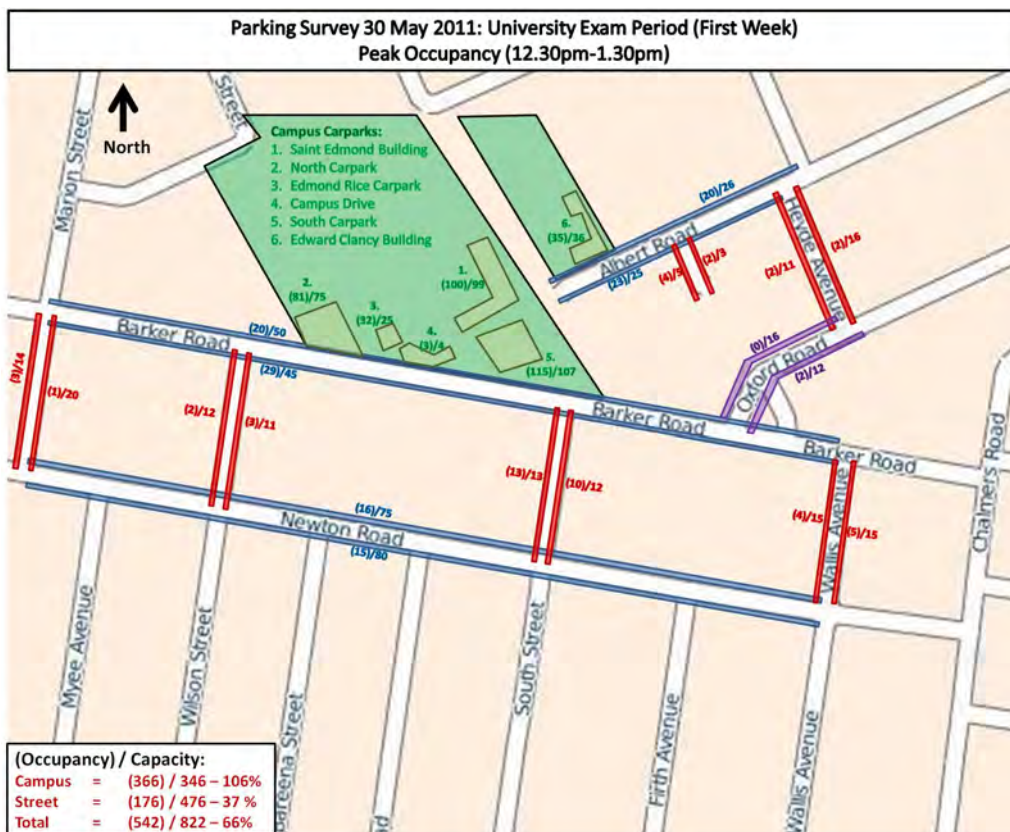 Parking Survey 30 May 2011: University Exam Period (First Week)
Peak Occupancy (12.30pm-1.30pm)
North
Marion Street
Street
Campus Carparks:
1. Saint Edmond Building
2. North Carpark
3. Edmond Rice Carpark
4. Campus Drive
5. South Carpark
6. Edward Clancy Building
6.
(35)/36
(20)/26
Albert Road
(23)/25
(4)/5
(2)/3
Heyde Avenue
(2)/11
(2)/16
1.
(100)/99
2.
(81)/75
3.
(32)/25
4.
(3)/4
5.
(115)/107
(0)/16
Oxford Road
(2)/12
Barker Road
(20)/50
(29)/45
Barker Road
Barker Road
(3)/14
(1)/20
(2)/12
(3)/11
(13)/13
(10)/12
(4)/15
Wallis Avenue
(5)/15
Chalmers Road
(16)/75
Newton Road
(15)/80
Myee Avenue
Wilson Street
areena Street
South Street
Firth Avenue
Wallis Avenue
(Occupancy) / Capacity:
Campus = (366) / 346 – 106%
Street = (176) / 476 – 37 %
Total = (542) / 822 – 66%